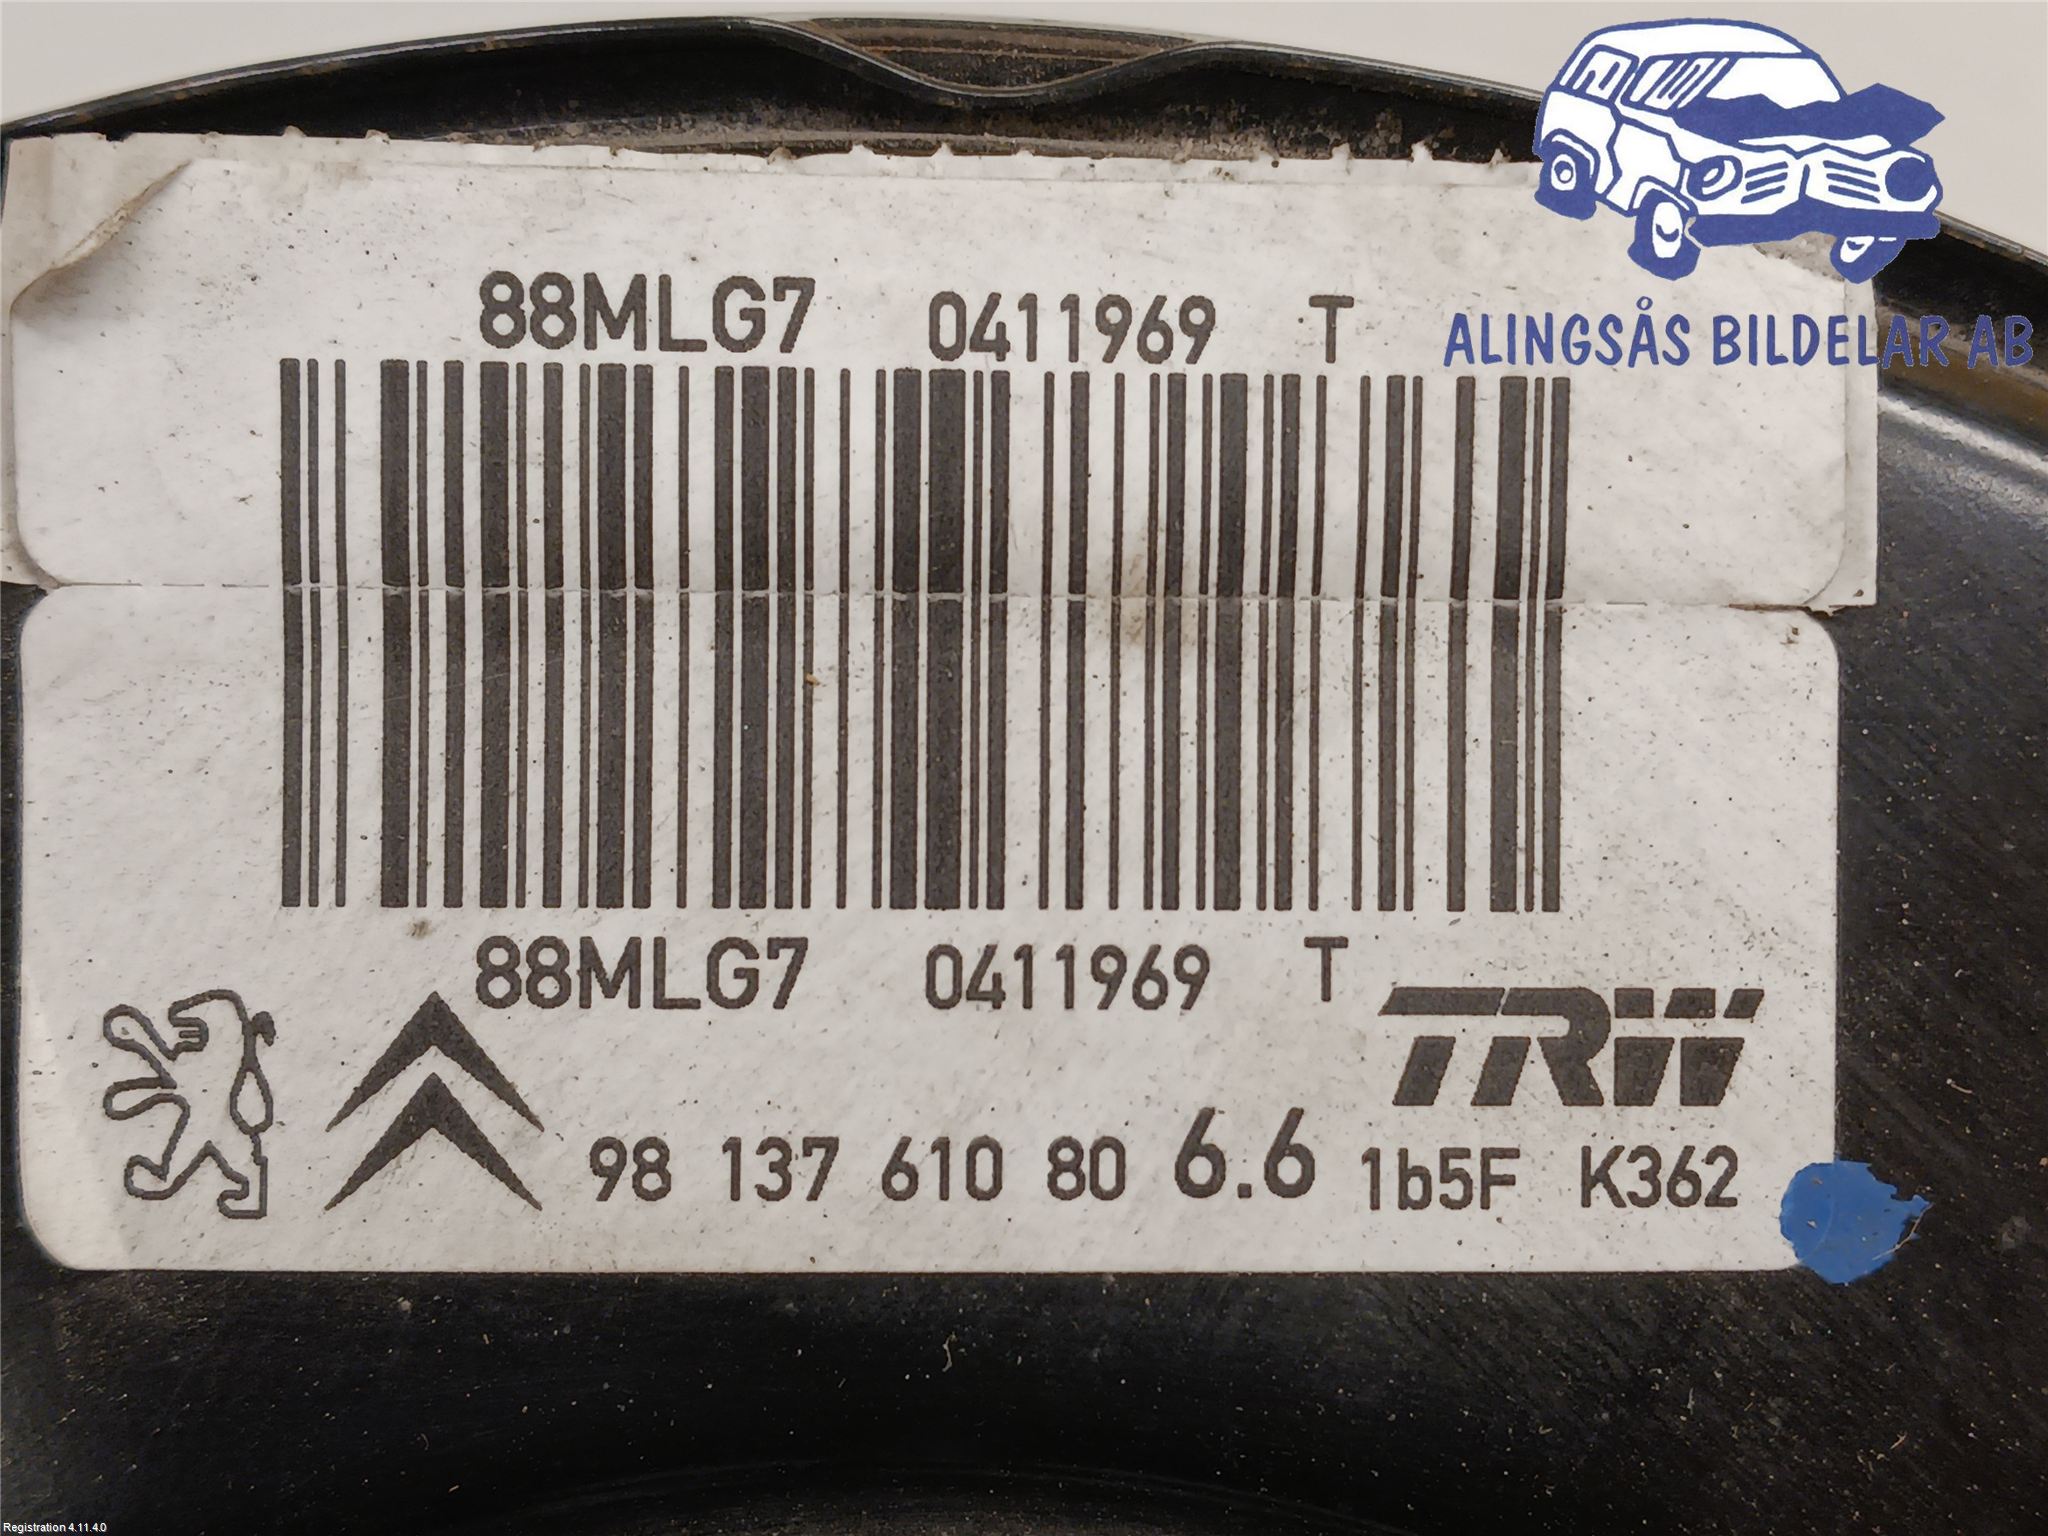 ALINGSÅS BILDELAR AB
88MLG7 0411969 T
88MLG7 0411969 T
TRW
98 137 610 80 6.6 1b5F K362
Registration 4.11.4.0